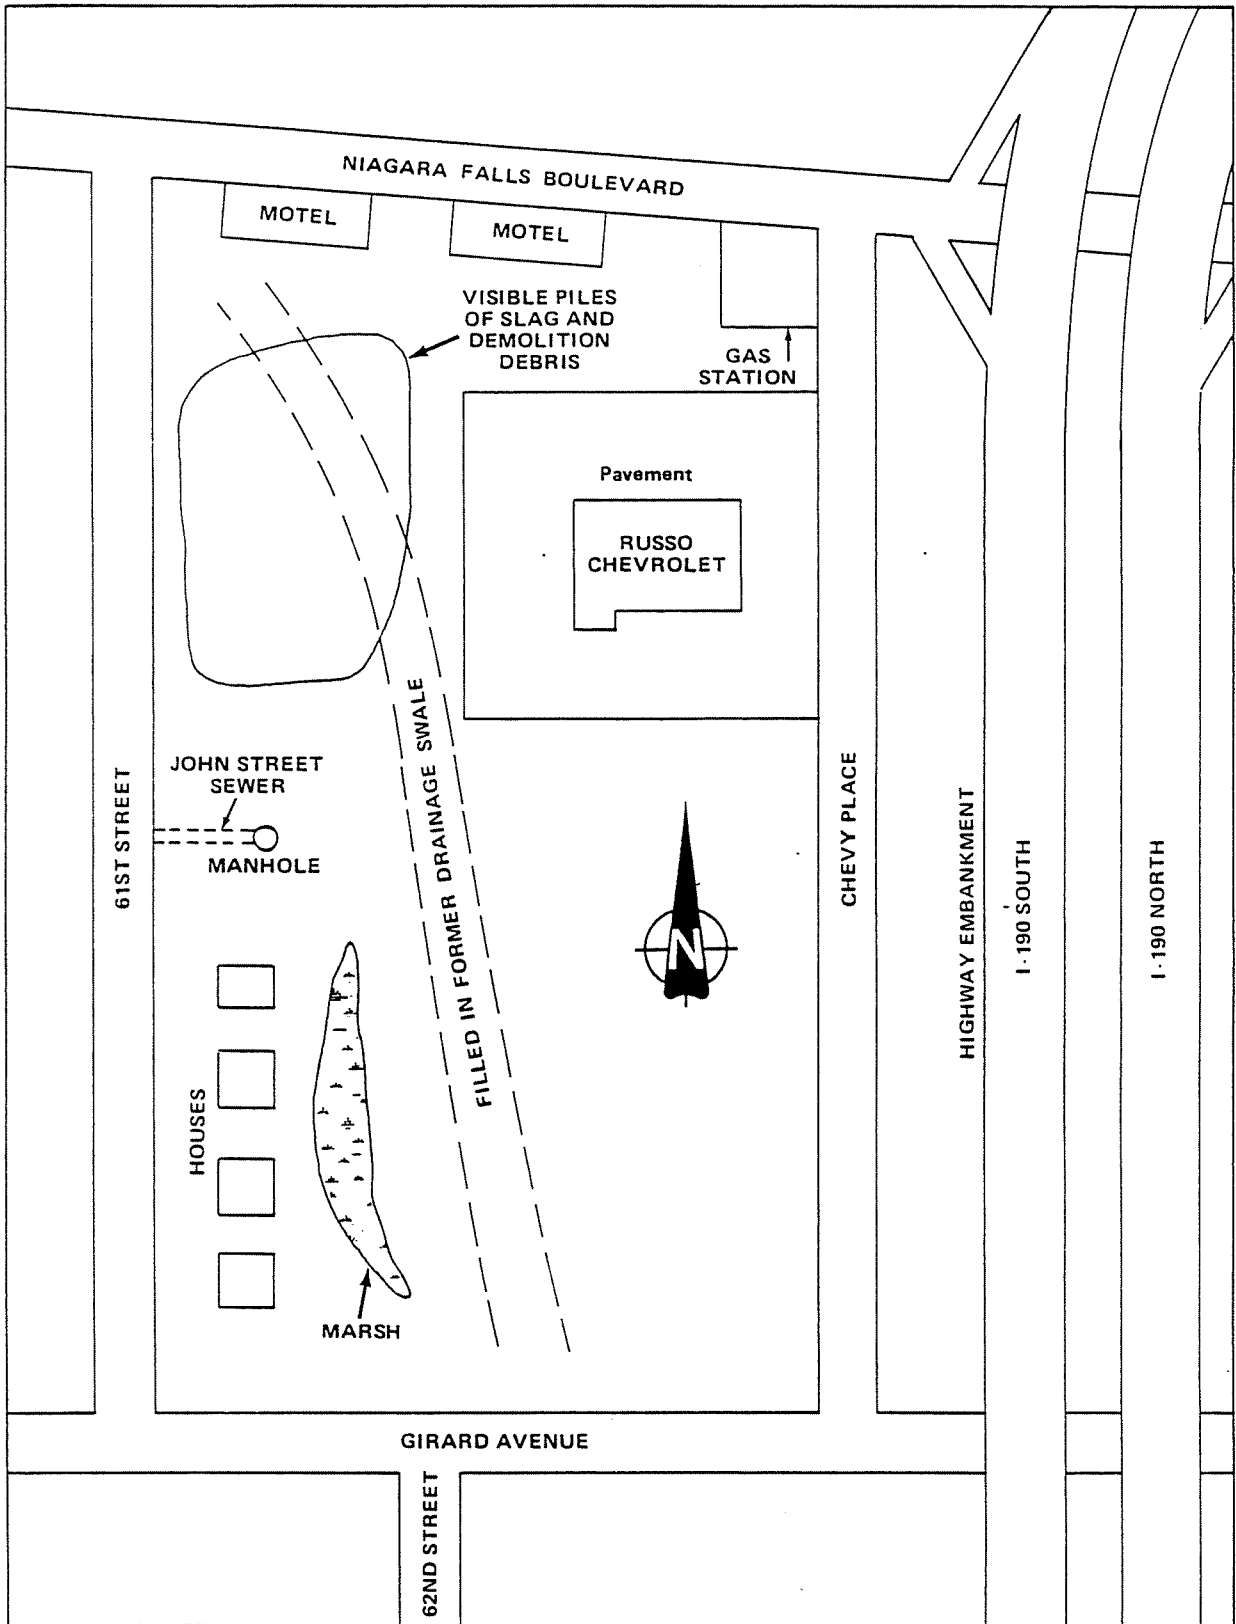 NIAGARA FALLS BOULEVARD
MOTEL
MOTEL
VISIBLE PILES
OF SLAG AND
DEMOLITION
DEBRIS
GAS
STATION
Pavement
RUSSO
CHEVROLET
FILLED IN FORMER DRAINAGE SWALE
JOHN STREET
SEWER
MANHOLE
61ST STREET
CHEVY PLACE
HIGHWAY EMBANKMENT
I-190 SOUTH
I-190 NORTH
N
HOUSES
MARSH
GIRARD AVENUE
62ND STREET